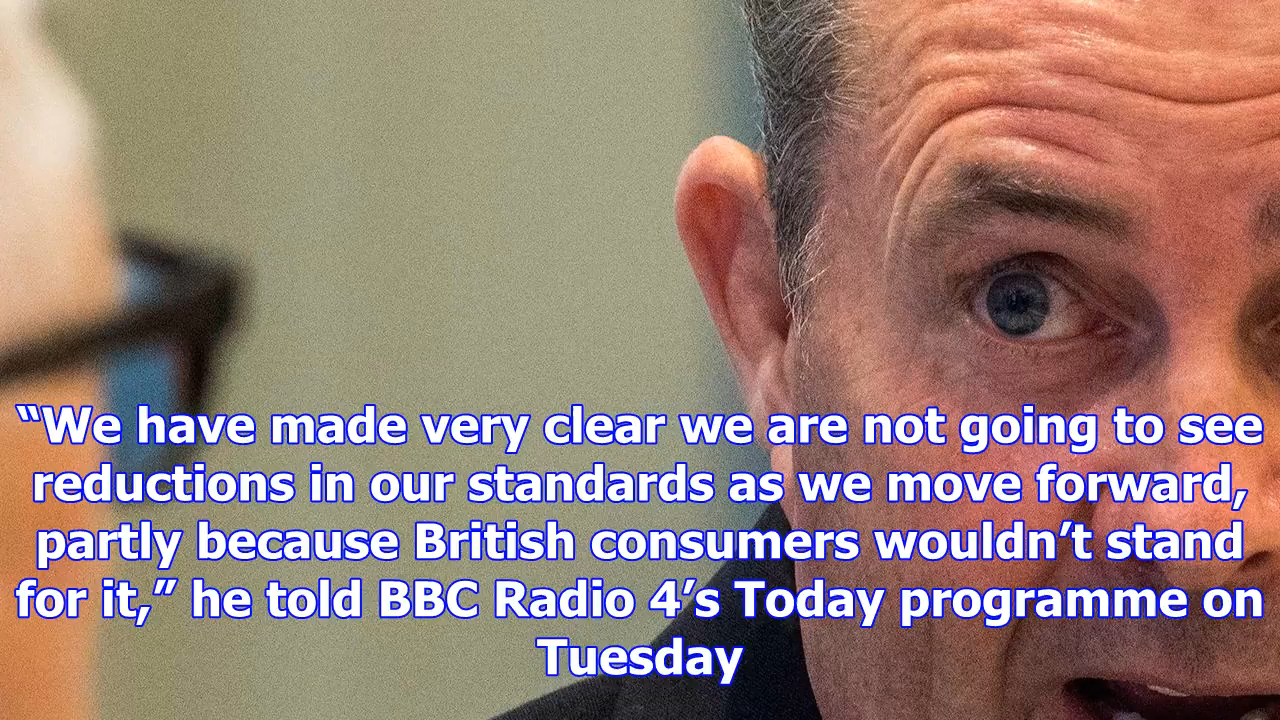 “We have made very clear we are not going to see
reductions in our standards as we move forward,
partly because British consumers wouldn’t stand
for it,” he told BBC Radio 4’s Today programme on
Tuesday